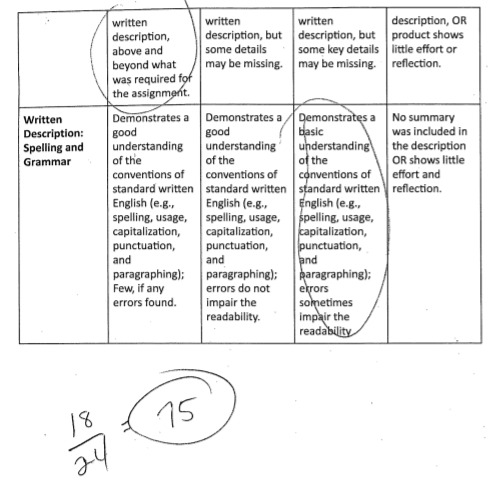 written
description,
above and
beyond what
was required for
the assignment.
written
description, but
some details
may be missing.
written
description, but
some key details
may be missing.
description, OR
product shows
little effort or
reflection.
Written
Description:
Spelling and
Grammar
Demonstrates a
good
understanding
of the
conventions of
standard written
English (e.g.,
spelling, usage,
capitalization,
punctuation,
and
paragraphing);
Few, if any
errors found.
Demonstrates a
good
understanding
of the
conventions of
standard written
English (e.g.,
spelling, usage,
capitalization,
punctuation,
and
paragraphing);
errors do not
impair the
readability.
Demonstrates a
basic
understanding
of the
conventions of
standard written
English (e.g.,
spelling, usage,
capitalization,
punctuation,
and
paragraphing);
errors
sometimes
impair the
readability
No summary
was included in
the description
OR shows little
effort and
reflection.
18
24
= 75